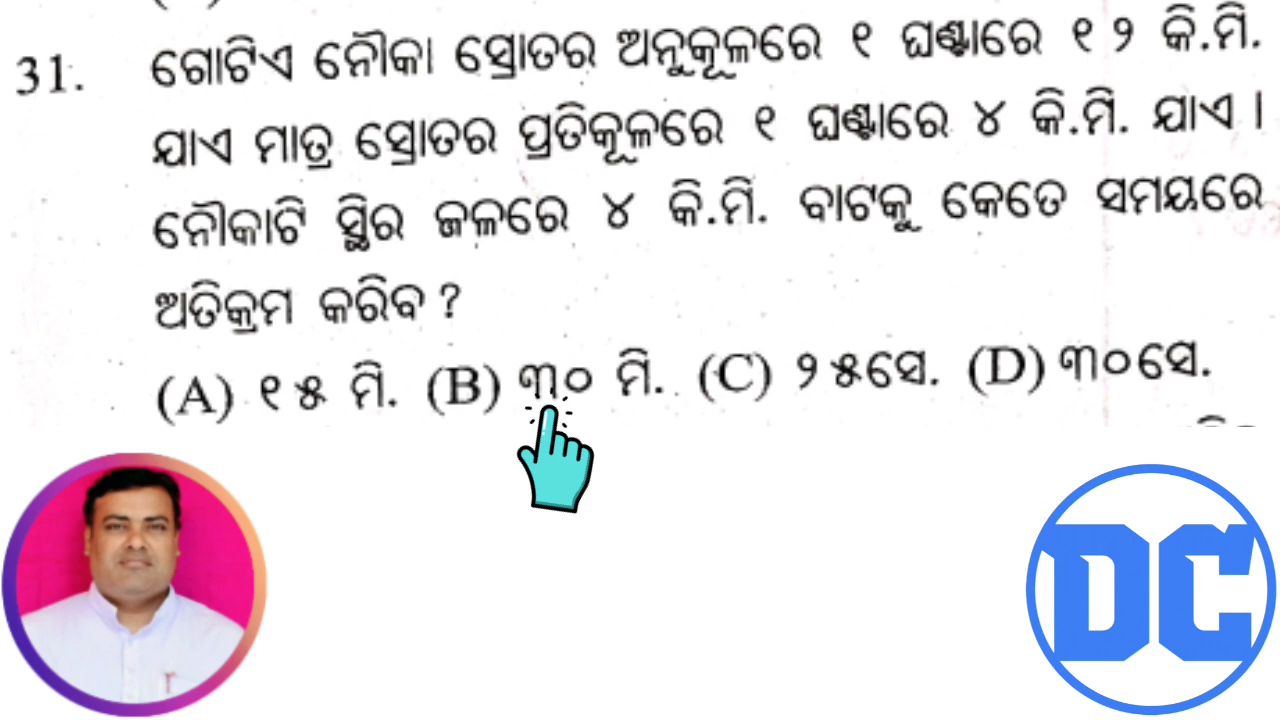 31. ଗୋଟିଏ ନୌକା ସ୍ରୋତର ଅନୁକୂଳରେ ୧ ଘଣ୍ଟାରେ ୧୨ କି.ମି.
ଯାଏ ମାତ୍ର ସ୍ରୋତର ପ୍ରତିକୂଳରେ ୧ ଘଣ୍ଟାରେ ୪ କି.ମି. ଯାଏ ।
ନୌକାଟି ସ୍ଥିର ଜଳରେ ୪ କି.ମି. ବାଟକୁ କେତେ ସମୟରେ
ଅତିକ୍ରମ କରିବ ?
(A) ୧୫ ମି. (B) ୩୦ ମି. (C) ୨୫ସେ. (D) ୩୦ସେ.
DC